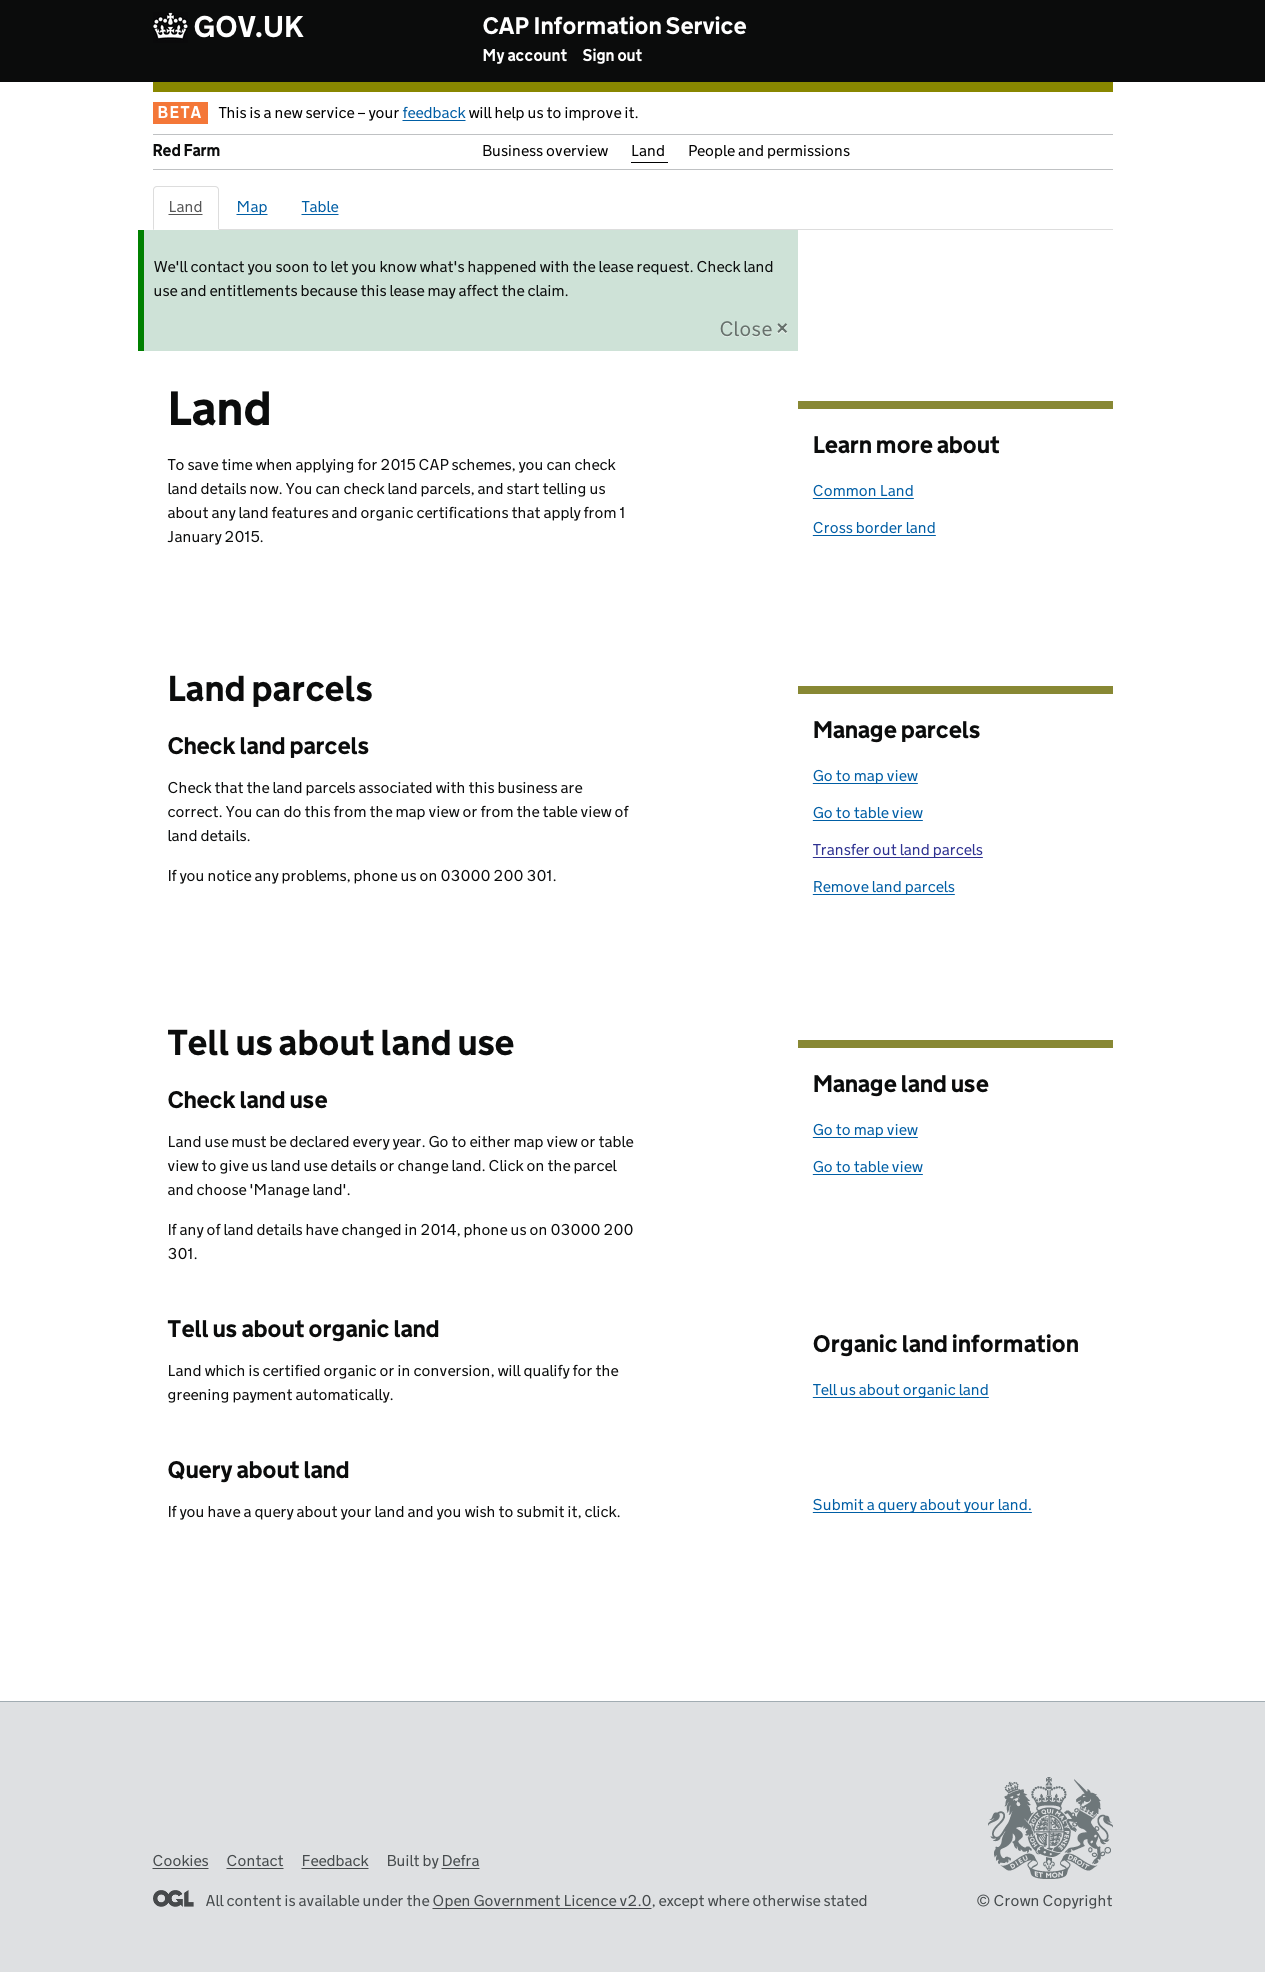 GOV.UK
CAP Information Service
My account Sign out
BETA This is a new service – your feedback will help us to improve it.
Red Farm
Business overview Land People and permissions
Land Map Table
We'll contact you soon to let you know what's happened with the lease request. Check land
use and entitlements because this lease may affect the claim.
Close ×
Land
To save time when applying for 2015 CAP schemes, you can check
land details now. You can check land parcels, and start telling us
about any land features and organic certifications that apply from 1
January 2015.
Learn more about
Common Land
Cross border land
Land parcels
Check land parcels
Check that the land parcels associated with this business are
correct. You can do this from the map view or from the table view of
land details.
If you notice any problems, phone us on 03000 200 301.
Manage parcels
Go to map view
Go to table view
Transfer out land parcels
Remove land parcels
Tell us about land use
Check land use
Land use must be declared every year. Go to either map view or table
view to give us land use details or change land. Click on the parcel
and choose 'Manage land'.
If any of land details have changed in 2014, phone us on 03000 200
301.
Manage land use
Go to map view
Go to table view
Tell us about organic land
Land which is certified organic or in conversion, will qualify for the
greening payment automatically.
Organic land information
Tell us about organic land
Query about land
If you have a query about your land and you wish to submit it, click.
Submit a query about your land.
Cookies Contact Feedback Built by Defra
OGL All content is available under the Open Government Licence v2.0, except where otherwise stated
DIEU ET MON DROIT
© Crown Copyright